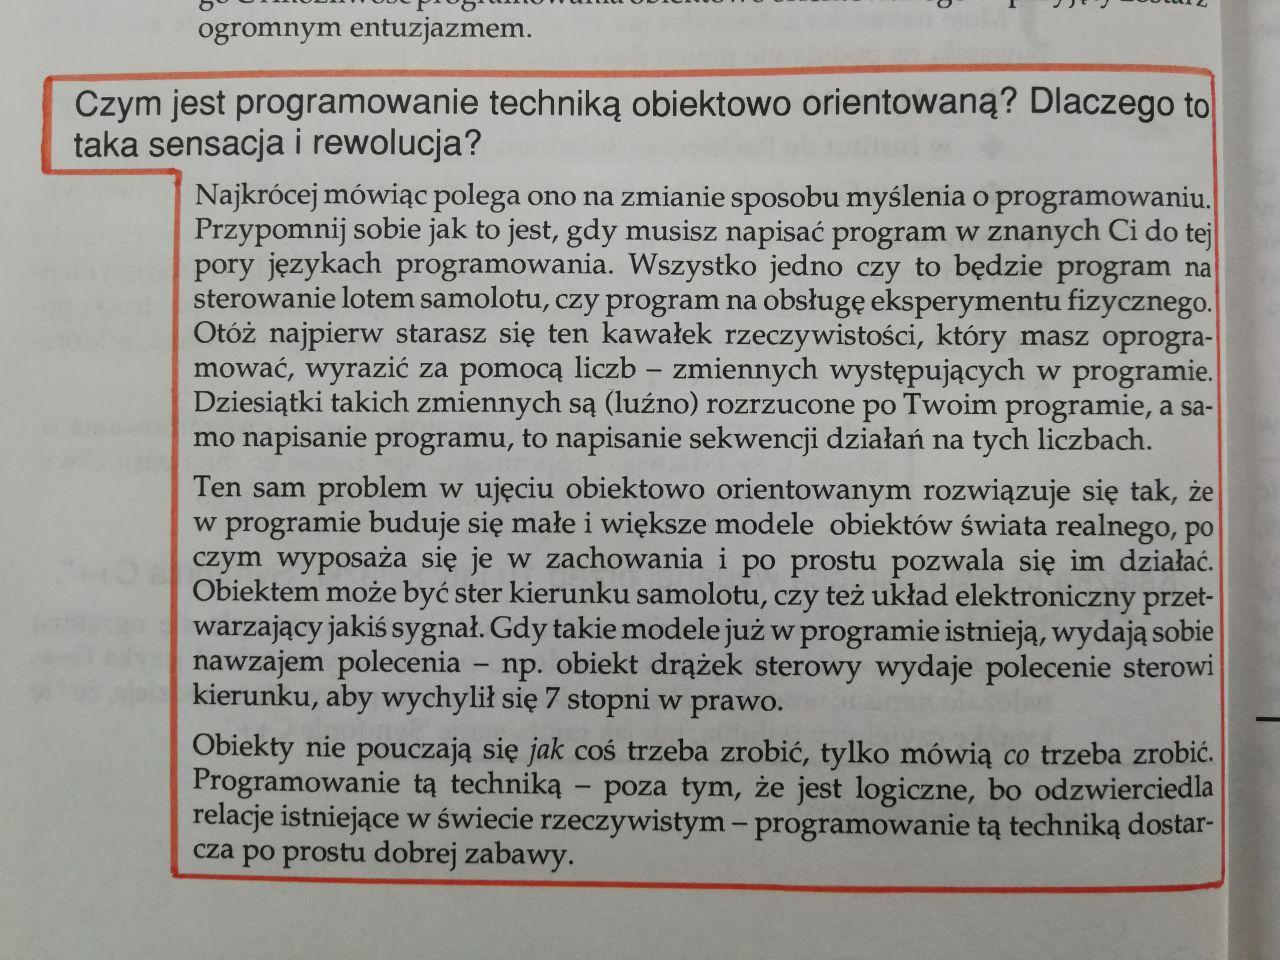 ogromnym entuzjazmem.
Czym jest programowanie techniką obiektowo orientowaną? Dlaczego to
taka sensacja i rewolucja?
Najkrócej mówiąc polega ono na zmianie sposobu myślenia o programowaniu.
Przypomnij sobie jak to jest, gdy musisz napisać program w znanych Ci do tej
pory językach programowania. Wszystko jedno czy to będzie program na
sterowanie lotem samolotu, czy program na obsługę eksperymentu fizycznego.
Otóż najpierw starasz się ten kawałek rzeczywistości, który masz oprogra-
mować, wyrazić za pomocą liczb – zmiennych występujących w programie.
Dziesiątki takich zmiennych są (luźno) rozrzucone po Twoim programie, a sa-
mo napisanie programu, to napisanie sekwencji działań na tych liczbach.
Ten sam problem w ujęciu obiektowo orientowanym rozwiązuje się tak, że
w programie buduje się małe i większe modele obiektów świata realnego, po
czym wyposaża się je w zachowania i po prostu pozwala się im działać.
Obiektem może być ster kierunku samolotu, czy też układ elektroniczny przet-
warzający jakiś sygnał. Gdy takie modele już w programie istnieją, wydają sobie
nawzajem polecenia – np. obiekt drążek sterowy wydaje polecenie sterowi
kierunku, aby wychylił się 7 stopni w prawo.
Obiekty nie pouczają się jak coś trzeba zrobić, tylko mówią co trzeba zrobić.
Programowanie tą techniką – poza tym, że jest logiczne, bo odzwierciedla
relacje istniejące w świecie rzeczywistym – programowanie tą techniką dostar-
cza po prostu dobrej zabawy.